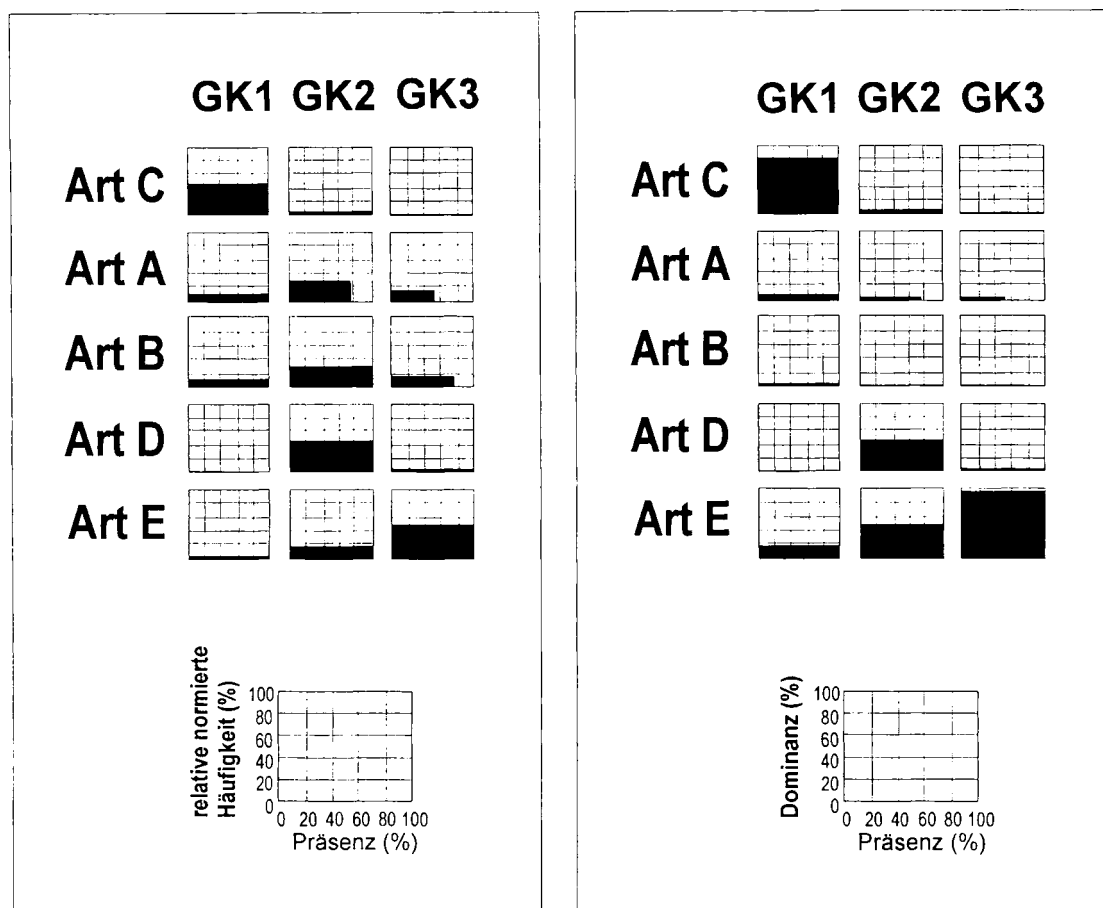 GK1 GK2 GK3
Art C
Art A
Art B
Art D
Art E
relative normierte
Häufigkeit (%)
100
80
60
40
20
0
0 20 40 60 80 100
Präsenz (%)
GK1 GK2 GK3
Art C
Art A
Art B
Art D
Art E
Dominanz (%)
100
80
60
40
20
0
0 20 40 60 80 100
Präsenz (%)